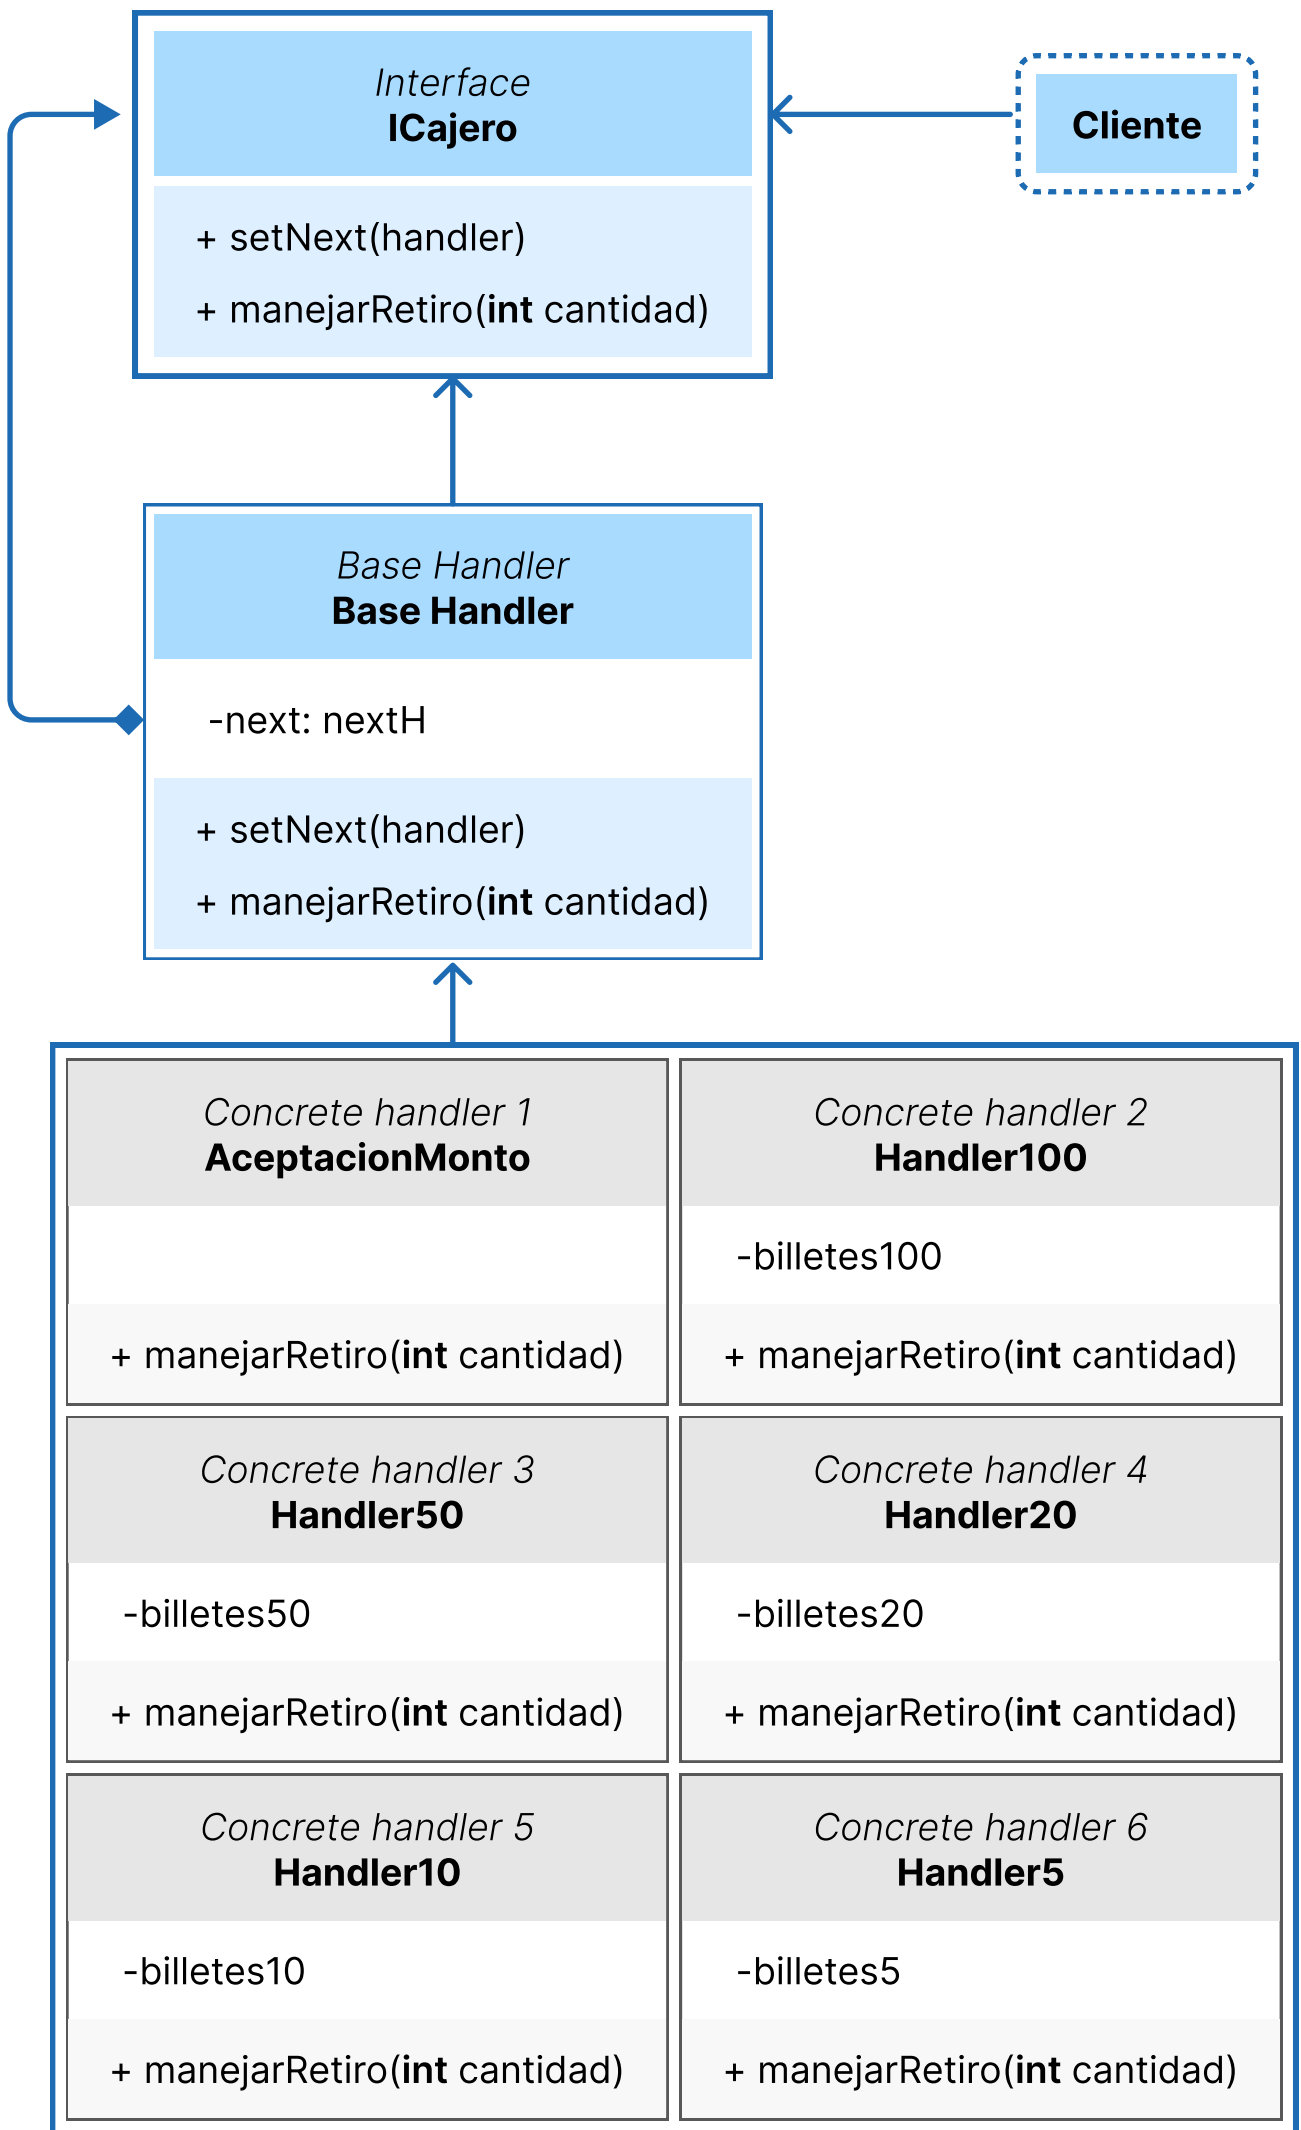 Interface
ICajero
+ setNext(handler)
+ manejarRetiro(int cantidad)
Cliente
Base Handler
Base Handler
-next: nextH
+ setNext(handler)
+ manejarRetiro(int cantidad)
Concrete handler 1
AceptacionMonto
+ manejarRetiro(int cantidad)
Concrete handler 2
Handler100
-billetes100
+ manejarRetiro(int cantidad)
Concrete handler 3
Handler50
-billetes50
+ manejarRetiro(int cantidad)
Concrete handler 4
Handler20
-billetes20
+ manejarRetiro(int cantidad)
Concrete handler 5
Handler10
-billetes10
+ manejarRetiro(int cantidad)
Concrete handler 6
Handler5
-billetes5
+ manejarRetiro(int cantidad)